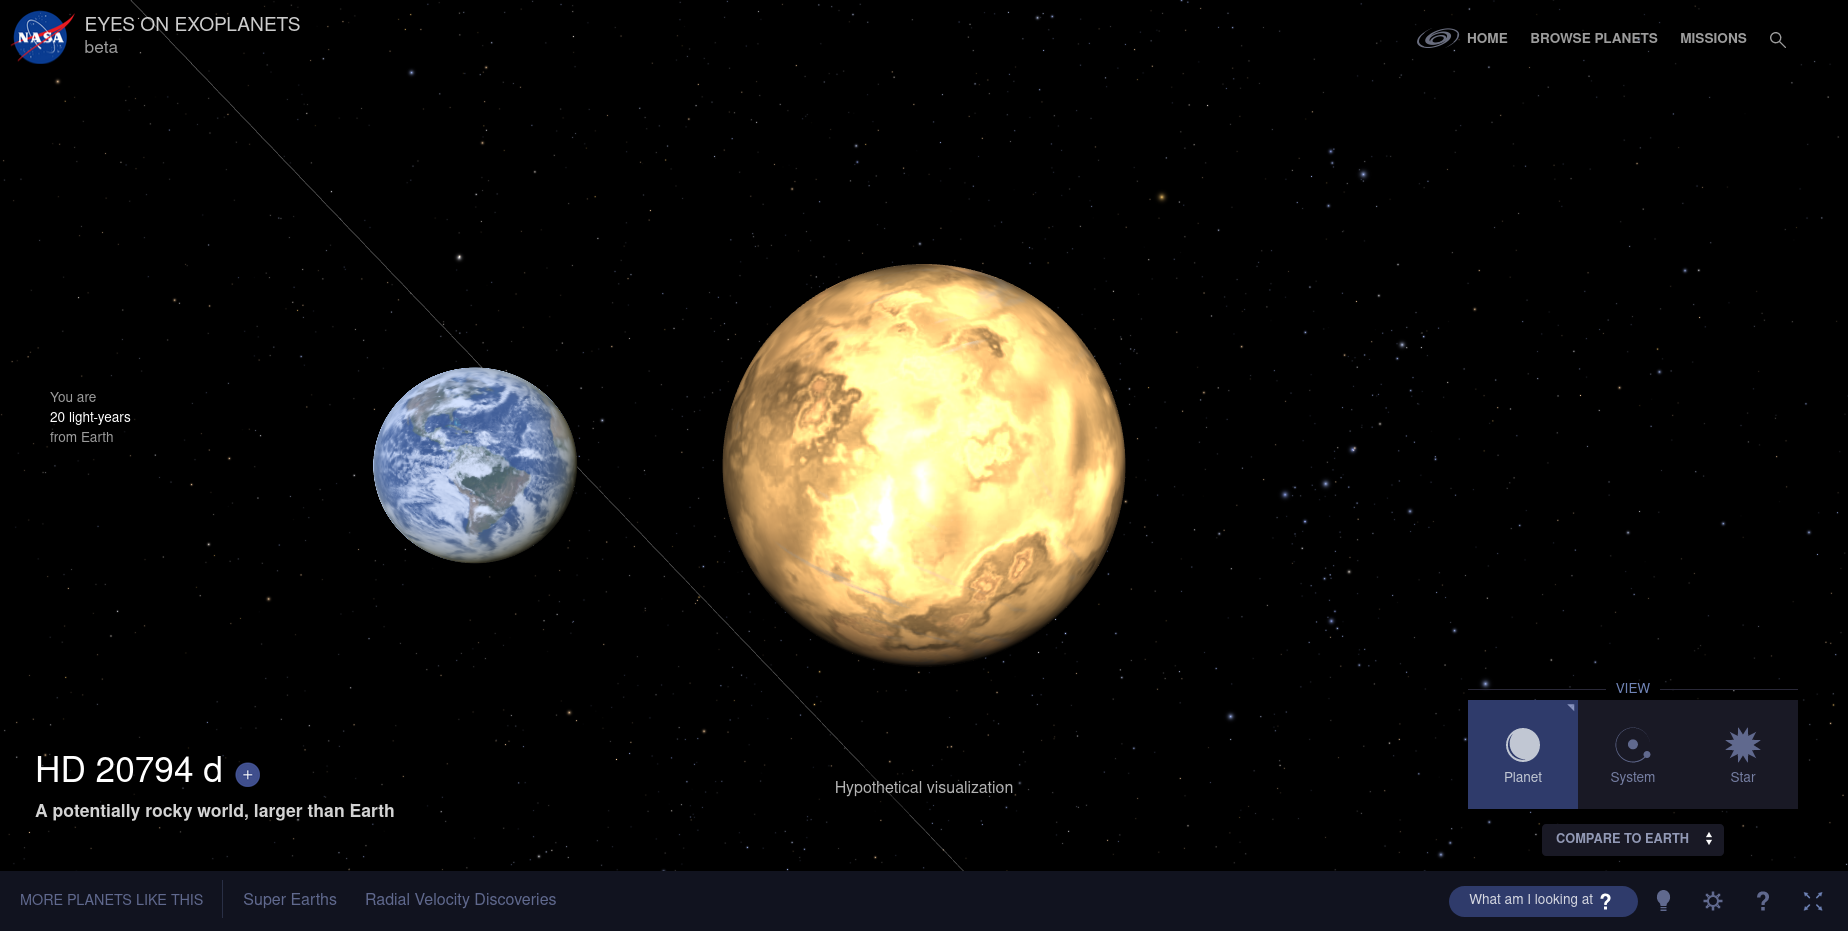 NASA
EYES ON EXOPLANETS
beta
HOME
BROWSE PLANETS
MISSIONS
You are
20 light-years
from Earth
HD 20794 d +
A potentially rocky world, larger than Earth
Hypothetical visualization
VIEW
Planet
System
Star
COMPARE TO EARTH
MORE PLANETS LIKE THIS
Super Earths
Radial Velocity Discoveries
What am I looking at ?
?